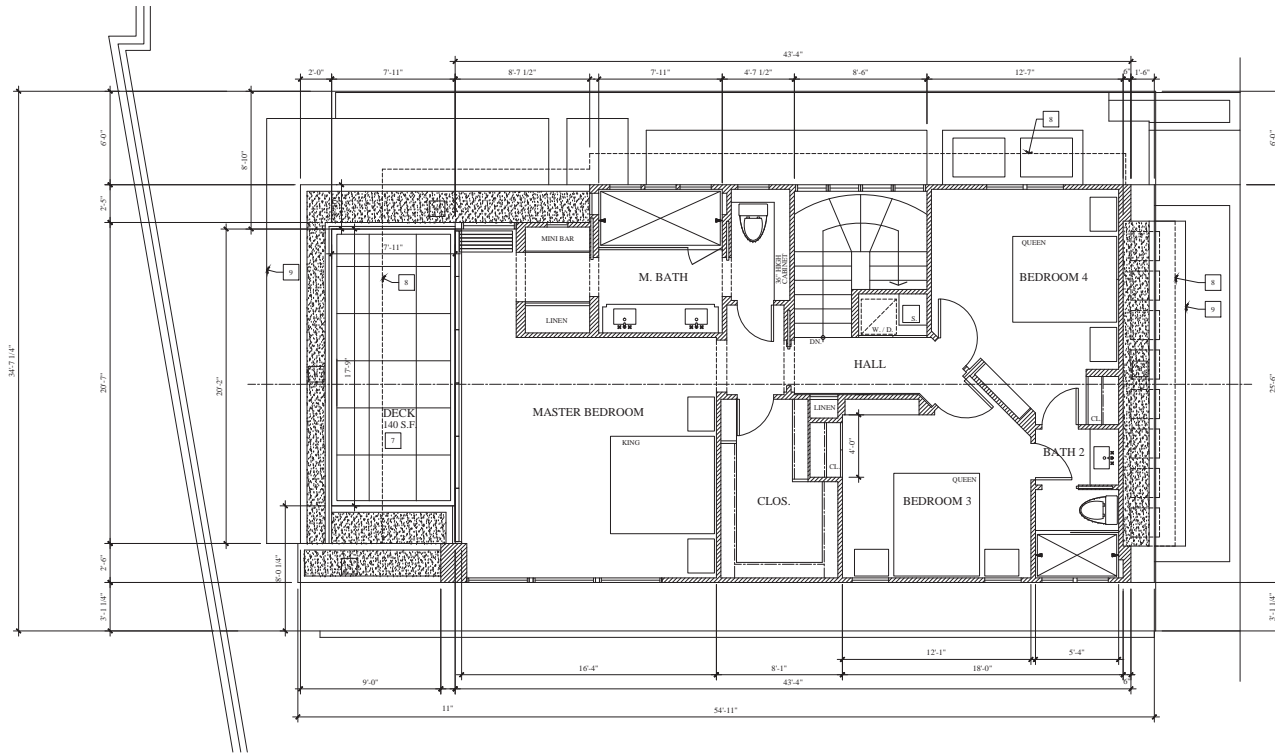 43'-4"
2'-0"
7'-11"
8'-7 1/2"
7'-11"
4'-7 1/2"
8'-6"
12'-7"
6"
1'-6"
6'-0"
8'-10"
8
6'-0"
2'-5"
MINI BAR
M. BATH
36" HIGH
CABINET
QUEEN
BEDROOM 4
7'-11"
9
8
8
9
LINEN
W. / D.
S.
DN.
HALL
34'-7 1/4"
20'-7"
20'-2"
17'-9"
25'-6"
DECK
140 S.F.
7
MASTER BEDROOM
KING
LINEN
CL.
4'-0"
CL.
BATH 2
QUEEN
BEDROOM 3
CLOS.
2'-6"
8'-0 1/4"
3'-1 1/4"
3'-1 1/4"
12'-1"
5'-4"
16'-4"
8'-1"
18'-0"
9'-0"
43'-4"
6"
11"
54'-11"